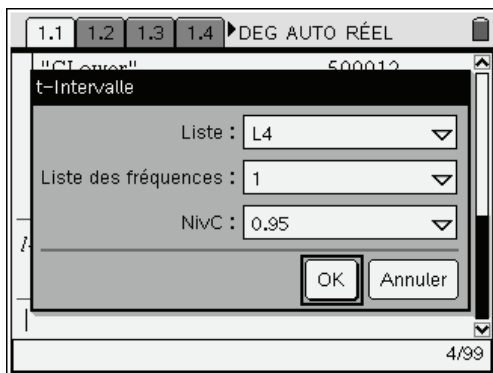 1.1 1.2 1.3 1.4 DEG AUTO RÉEL
"CLower" 500012
t-Intervalle
Liste : L4
Liste des fréquences : 1
NivC : 0.95
OK Annuler
4/99